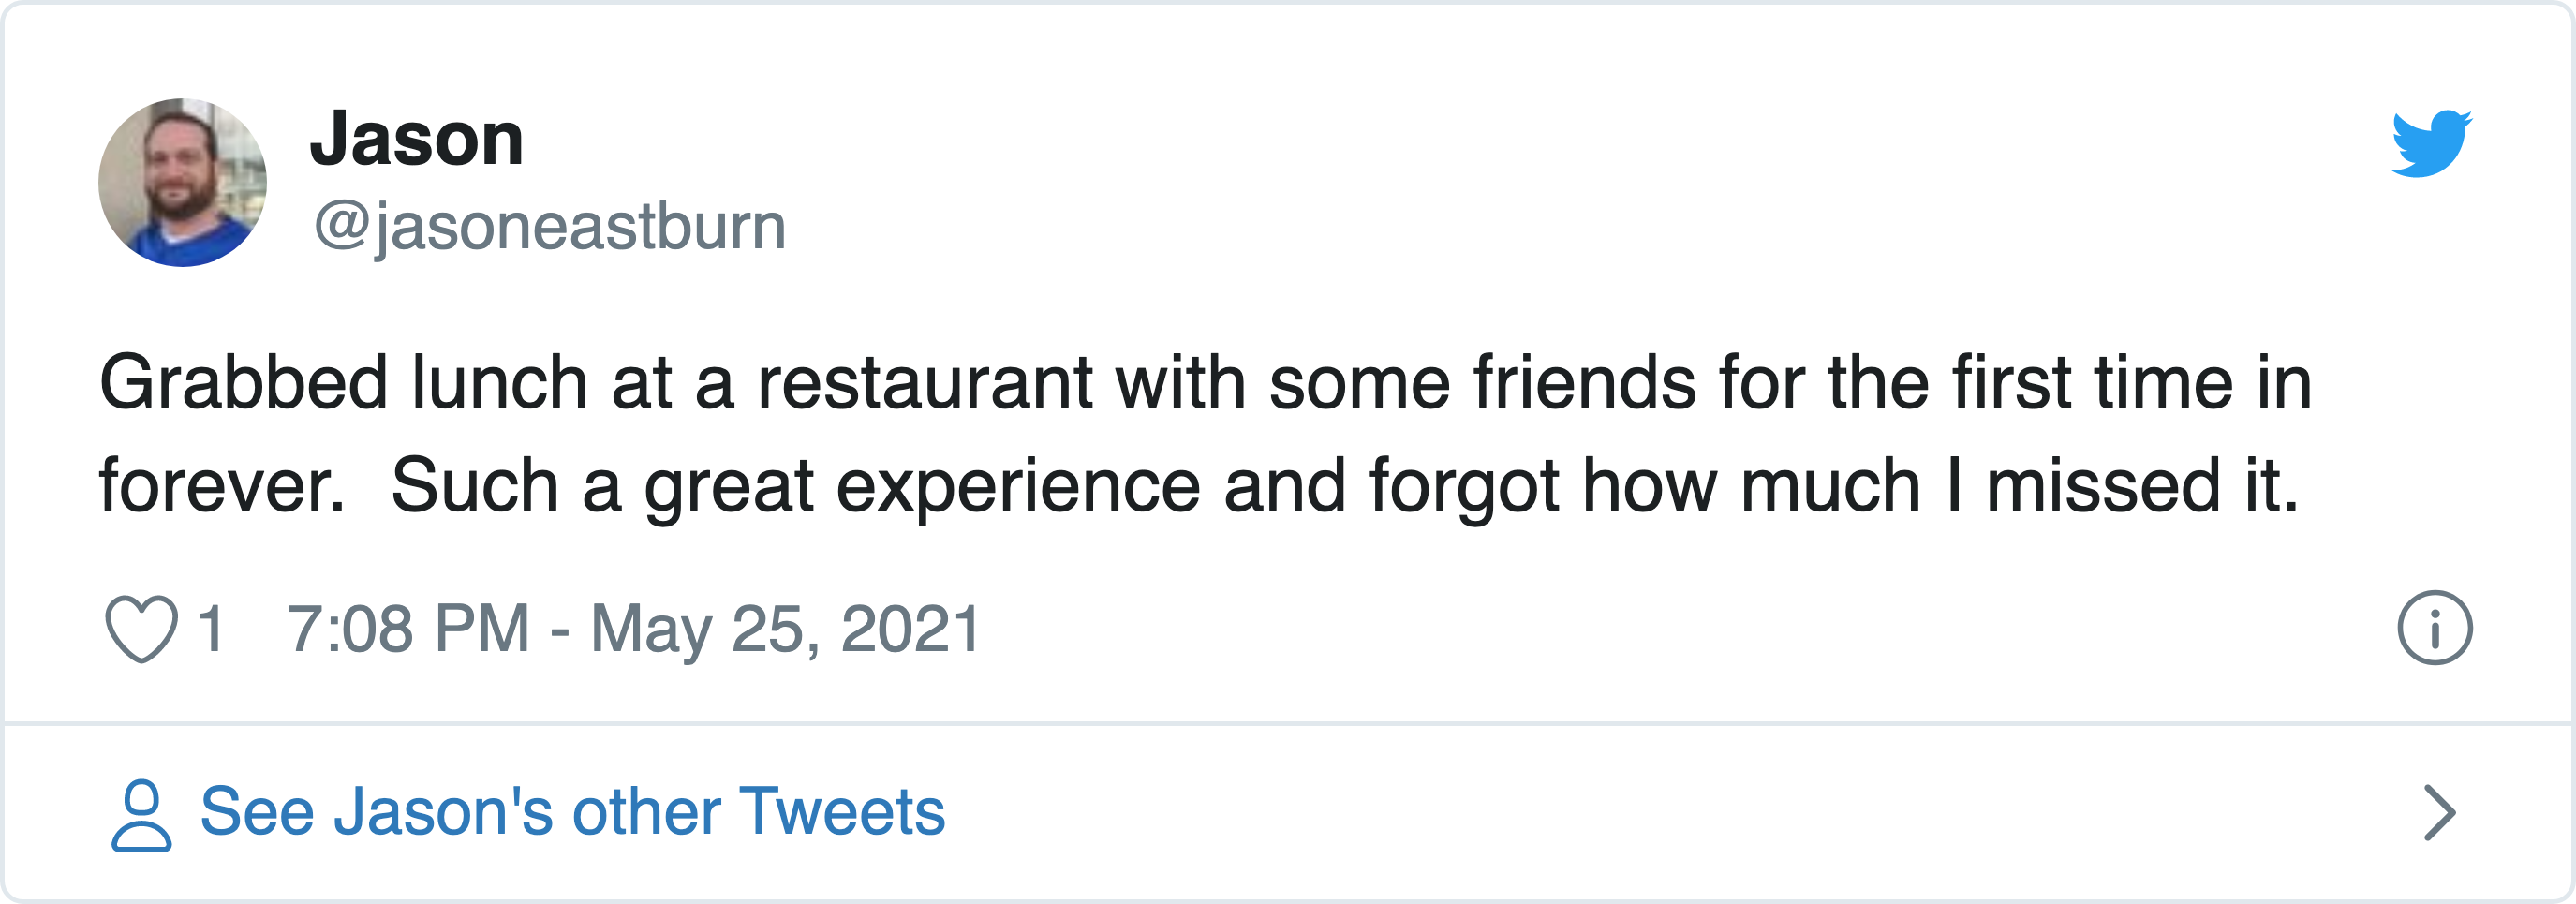 Jason
@jasoneastburn
Grabbed lunch at a restaurant with some friends for the first time in
forever.  Such a great experience and forgot how much I missed it.
1 7:08 PM - May 25, 2021
See Jason's other Tweets